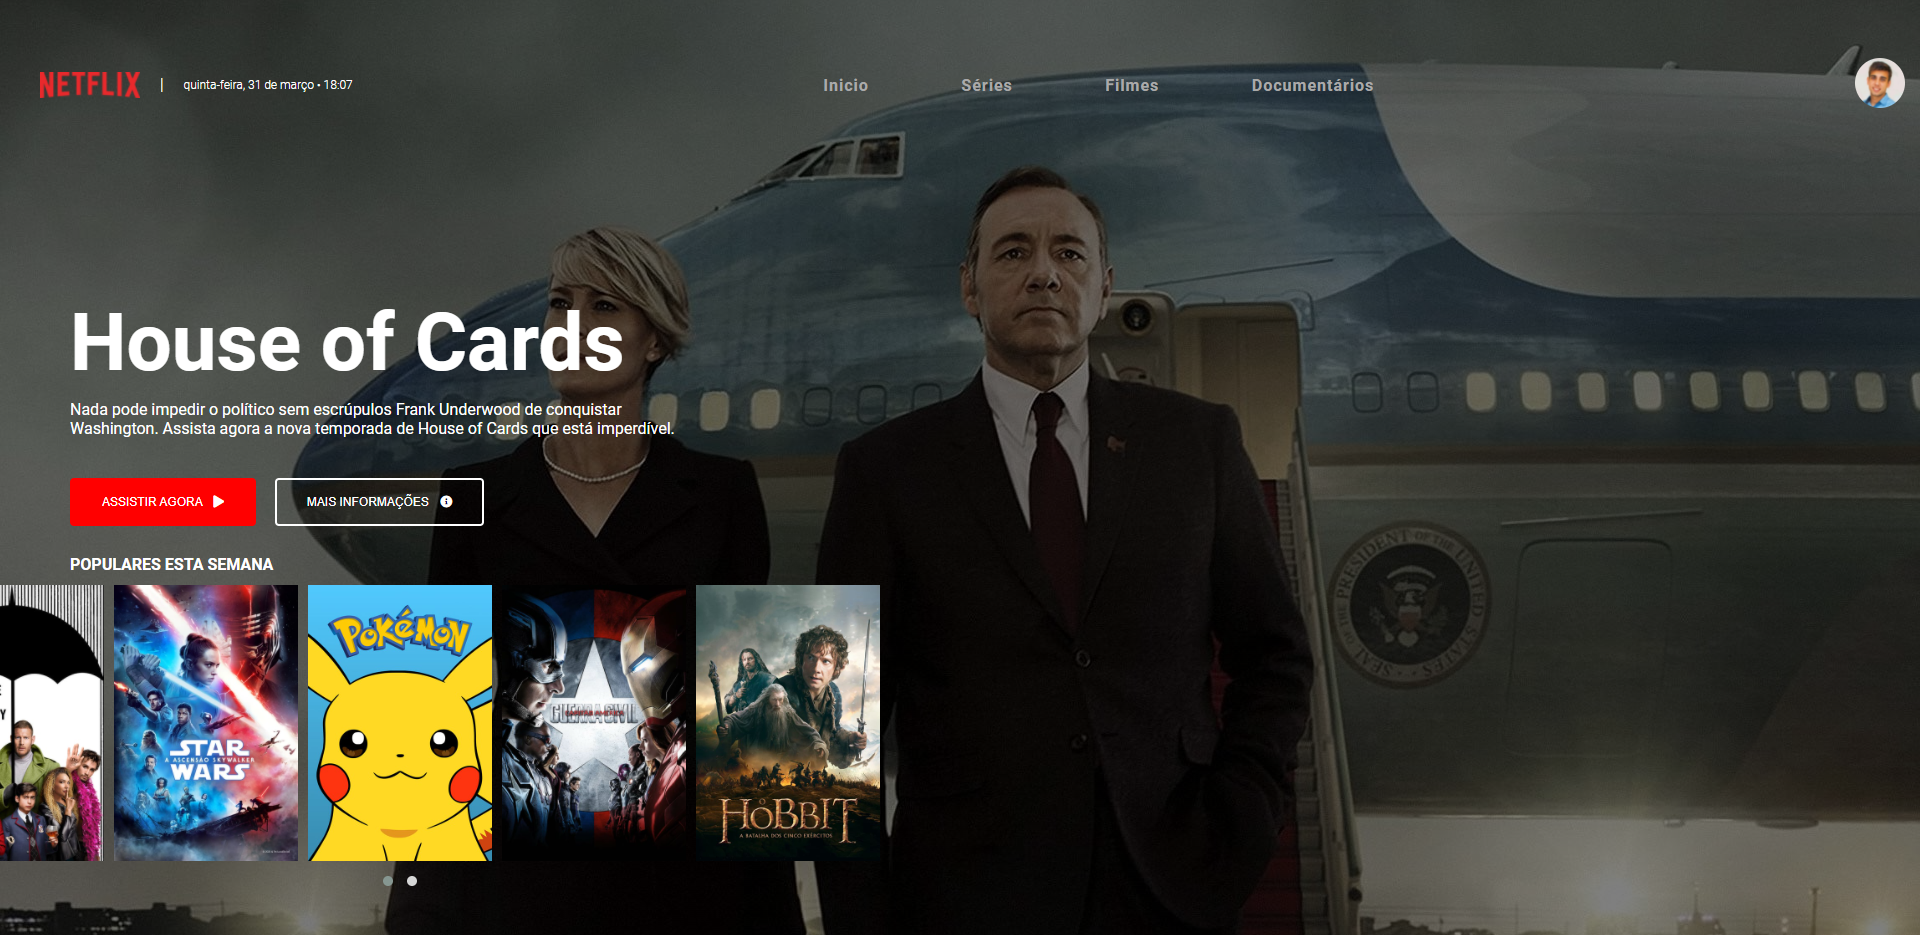 NETFLIX | quinta-feira, 31 de março • 18:07
Inicio Séries Filmes Documentários
House of Cards
Nada pode impedir o político sem escrúpulos Frank Underwood de conquistar
Washington. Assista agora a nova temporada de House of Cards que está imperdível.
ASSISTIR AGORA
MAIS INFORMAÇÕES
PRESIDENT OF THE UNITED STATES
SEAL OF THE
POPULARES ESTA SEMANA
E
Y
STAR
A ASCENSÃO SKYWALKER
WARS
POKéMON
GUERRA CIVIL
O
HOBBIT
A BATALHA DOS CINCO EXÉRCITOS